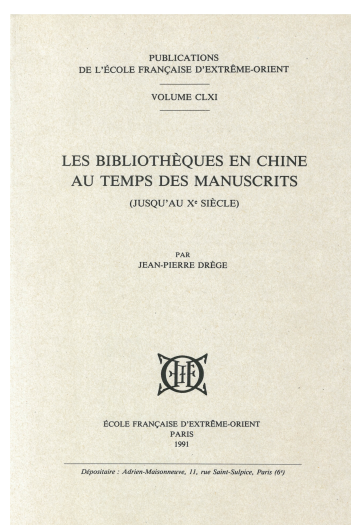 PUBLICATIONS
DE L'ÉCOLE FRANÇAISE D'EXTRÊME-ORIENT
VOLUME CLXI
LES BIBLIOTHÈQUES EN CHINE
AU TEMPS DES MANUSCRITS
(JUSQU'AU Xe SIÈCLE)
PAR
JEAN-PIERRE DRÈGE
ÉCOLE FRANÇAISE D'EXTRÊME-ORIENT
PARIS
1991
Dépositaire : Adrien-Maisonneuve, 11, rue Saint-Sulpice, Paris (6e)